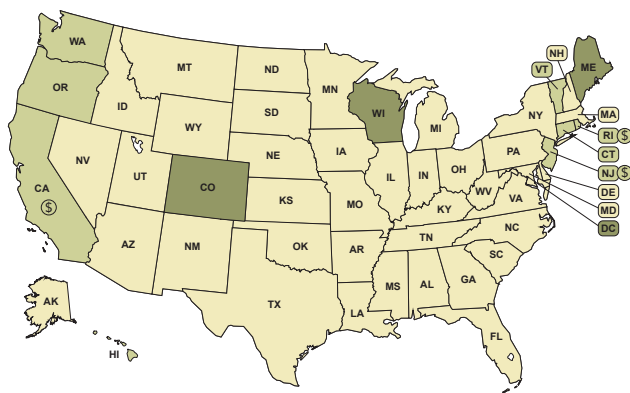 WA
OR
CA
$
NV
ID
MT
WY
UT
CO
AZ
NM
ND
SD
NE
KS
OK
TX
MN
IA
MO
AR
LA
WI
IL
MI
IN
OH
KY
TN
MS
AL
GA
FL
SC
NC
VA
WV
PA
NY
VT
NH
ME
MA
RI $
CT
NJ $
DE
MD
DC
AK
HI